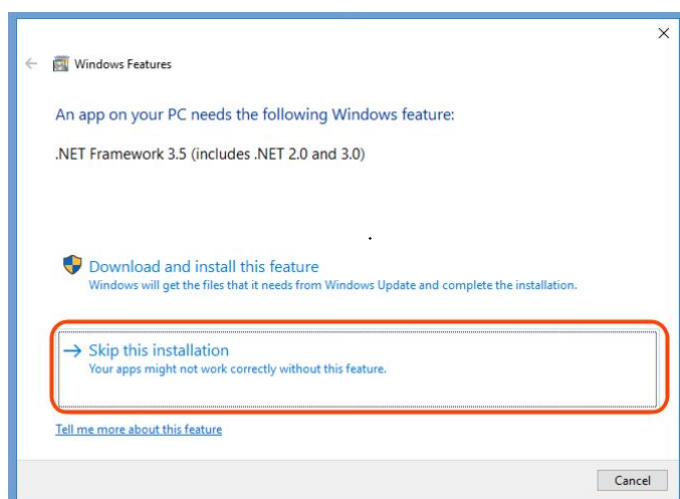 Windows Features
An app on your PC needs the following Windows feature:
.NET Framework 3.5 (includes .NET 2.0 and 3.0)
Download and install this feature
Windows will get the files that it needs from Windows Update and complete the installation.
Skip this installation
Your apps might not work correctly without this feature.
Tell me more about this feature
Cancel